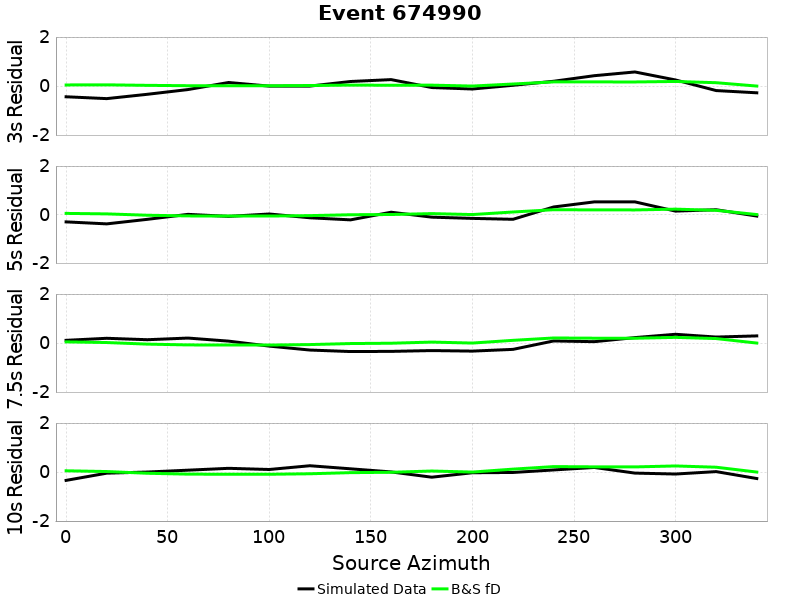 Event 674990
3s Residual
2
0
-2
5s Residual
2
0
-2
7.5s Residual
2
0
-2
10s Residual
2
0
-2
0 50 100 150 200 250 300
Source Azimuth
Simulated Data B&S fD